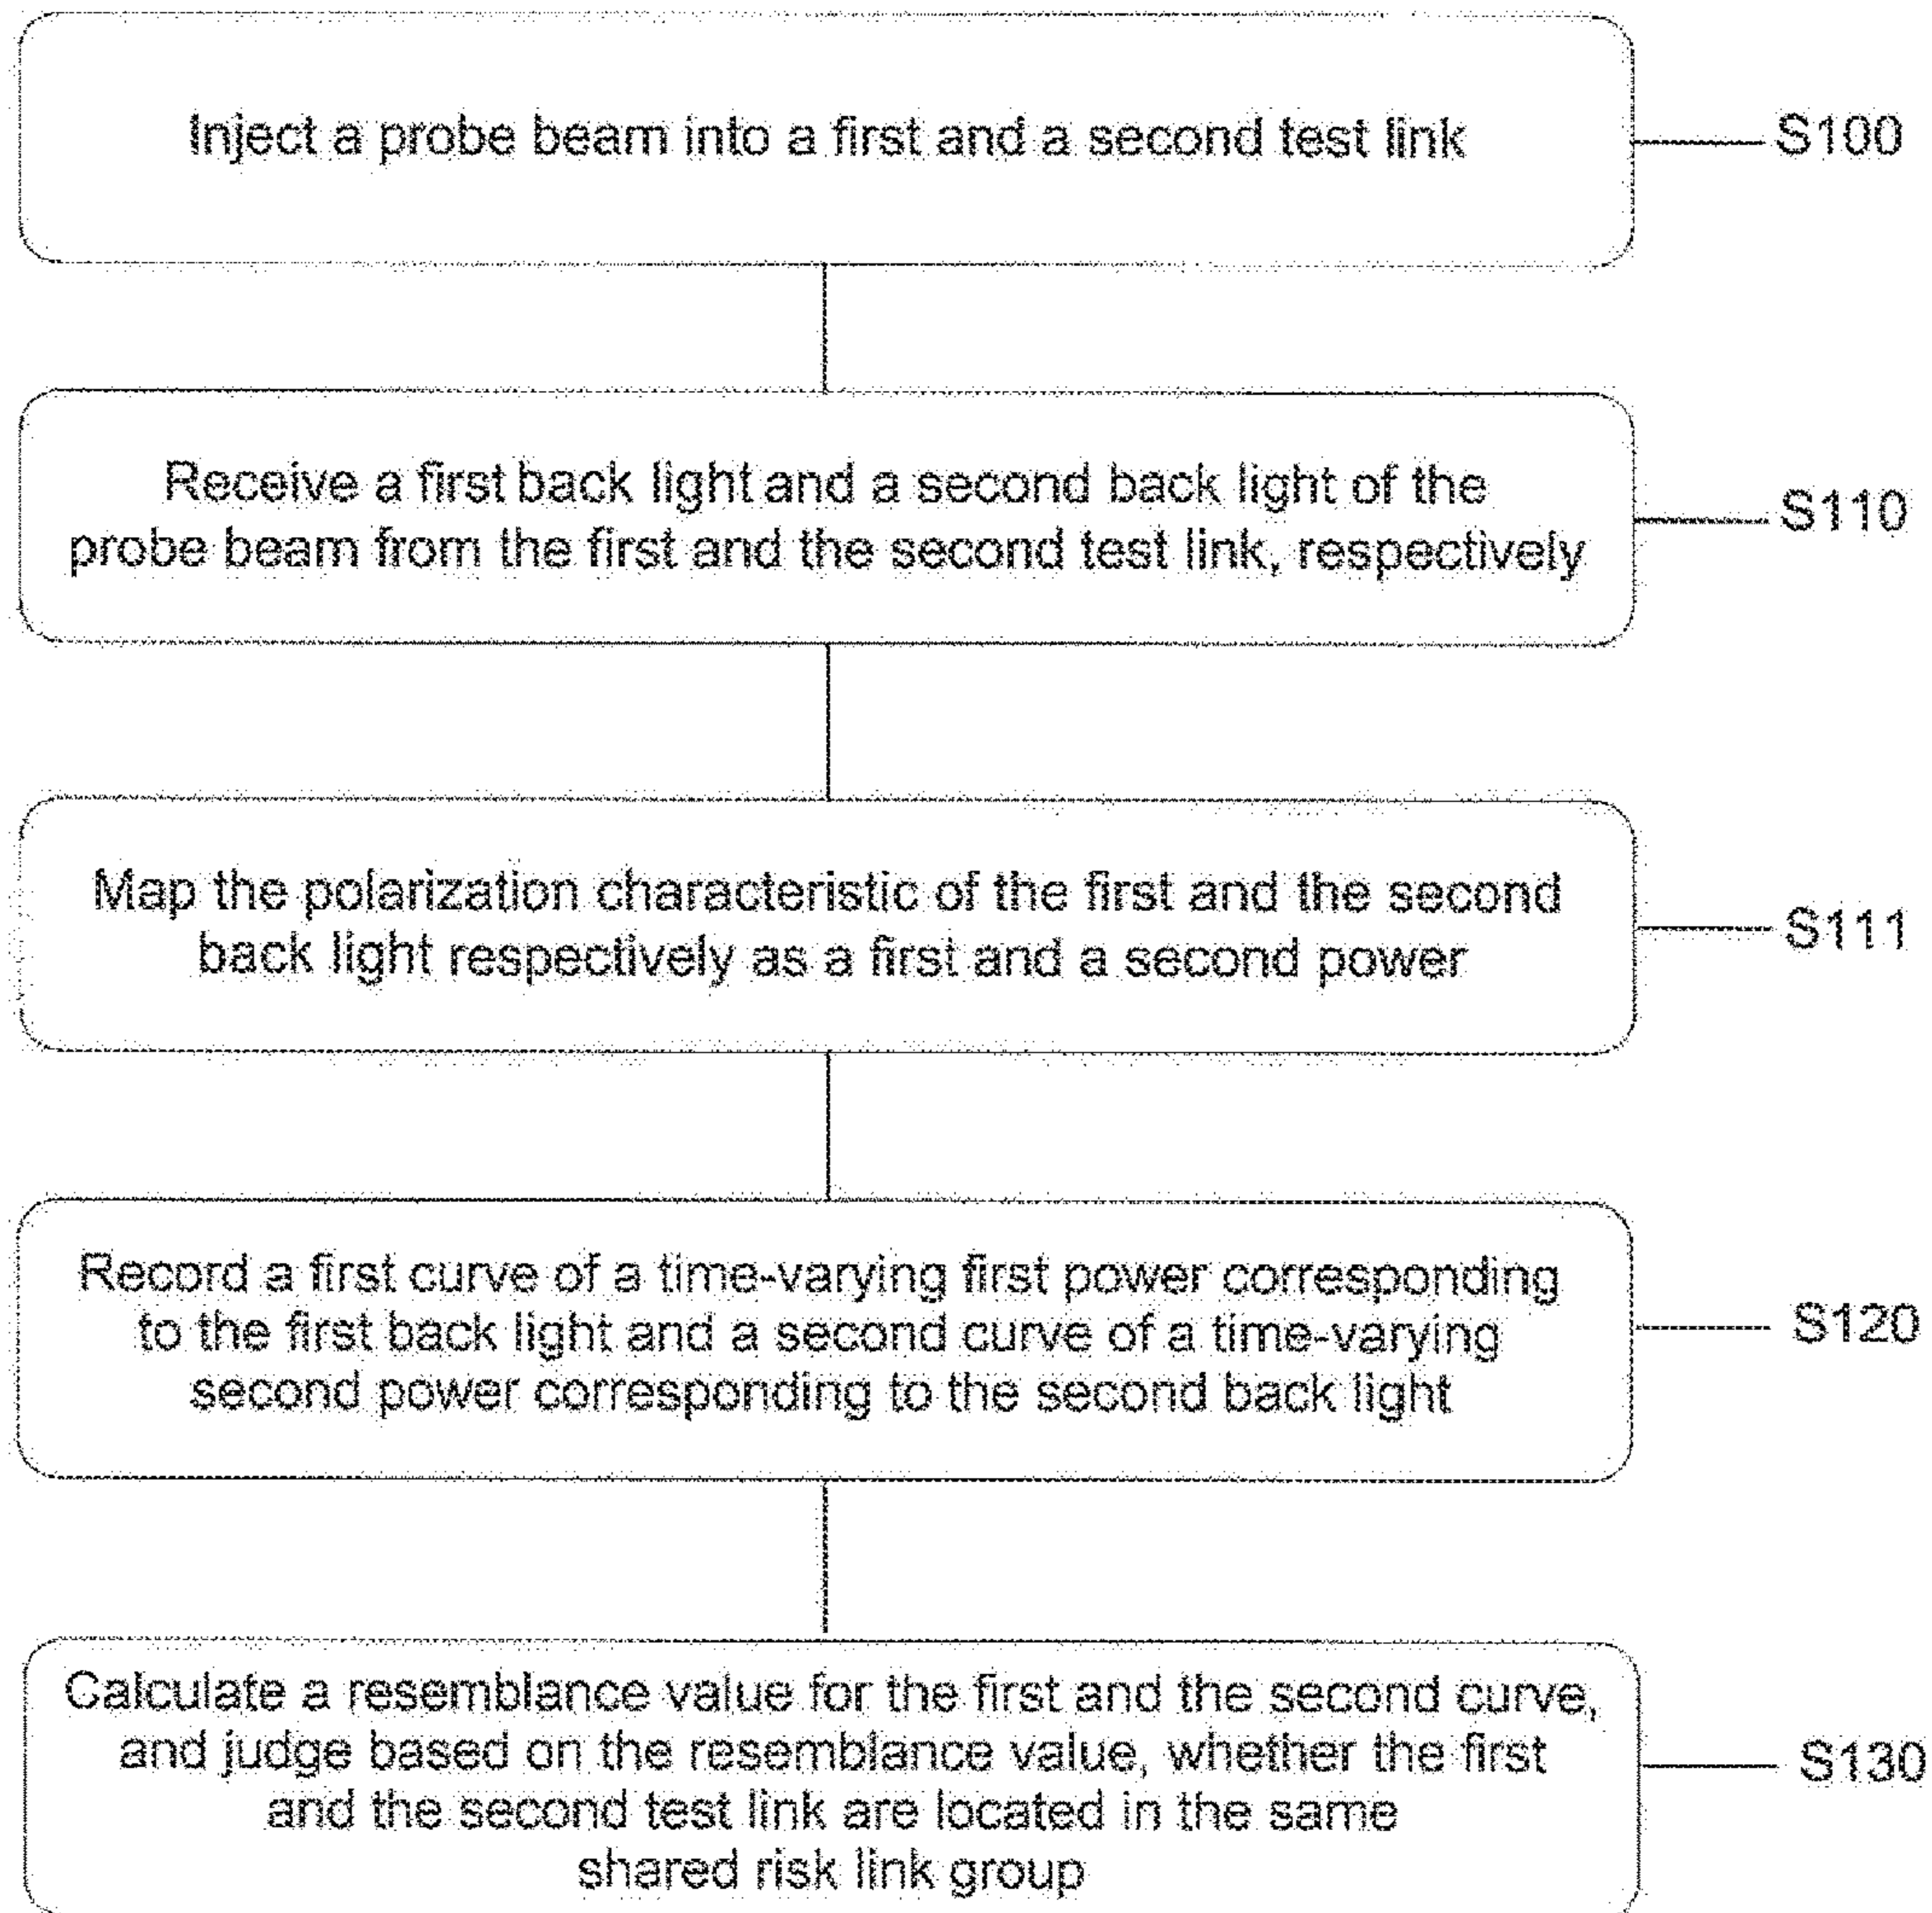 Inject a probe beam into a first and a second test link
S100
Receive a first back light and a second back light of the
probe beam from the first and the second test link, respectively
S110
Map the polarization characteristic of the first and the second
back light respectively as a first and a second power
S111
Record a first curve of a time-varying first power corresponding
to the first back light and a second curve of a time-varying
second power corresponding to the second back light
S120
Calculate a resemblance value for the first and the second curve,
and judge based on the resemblance value, whether the first
and the second test link are located in the same
shared risk link group
S130